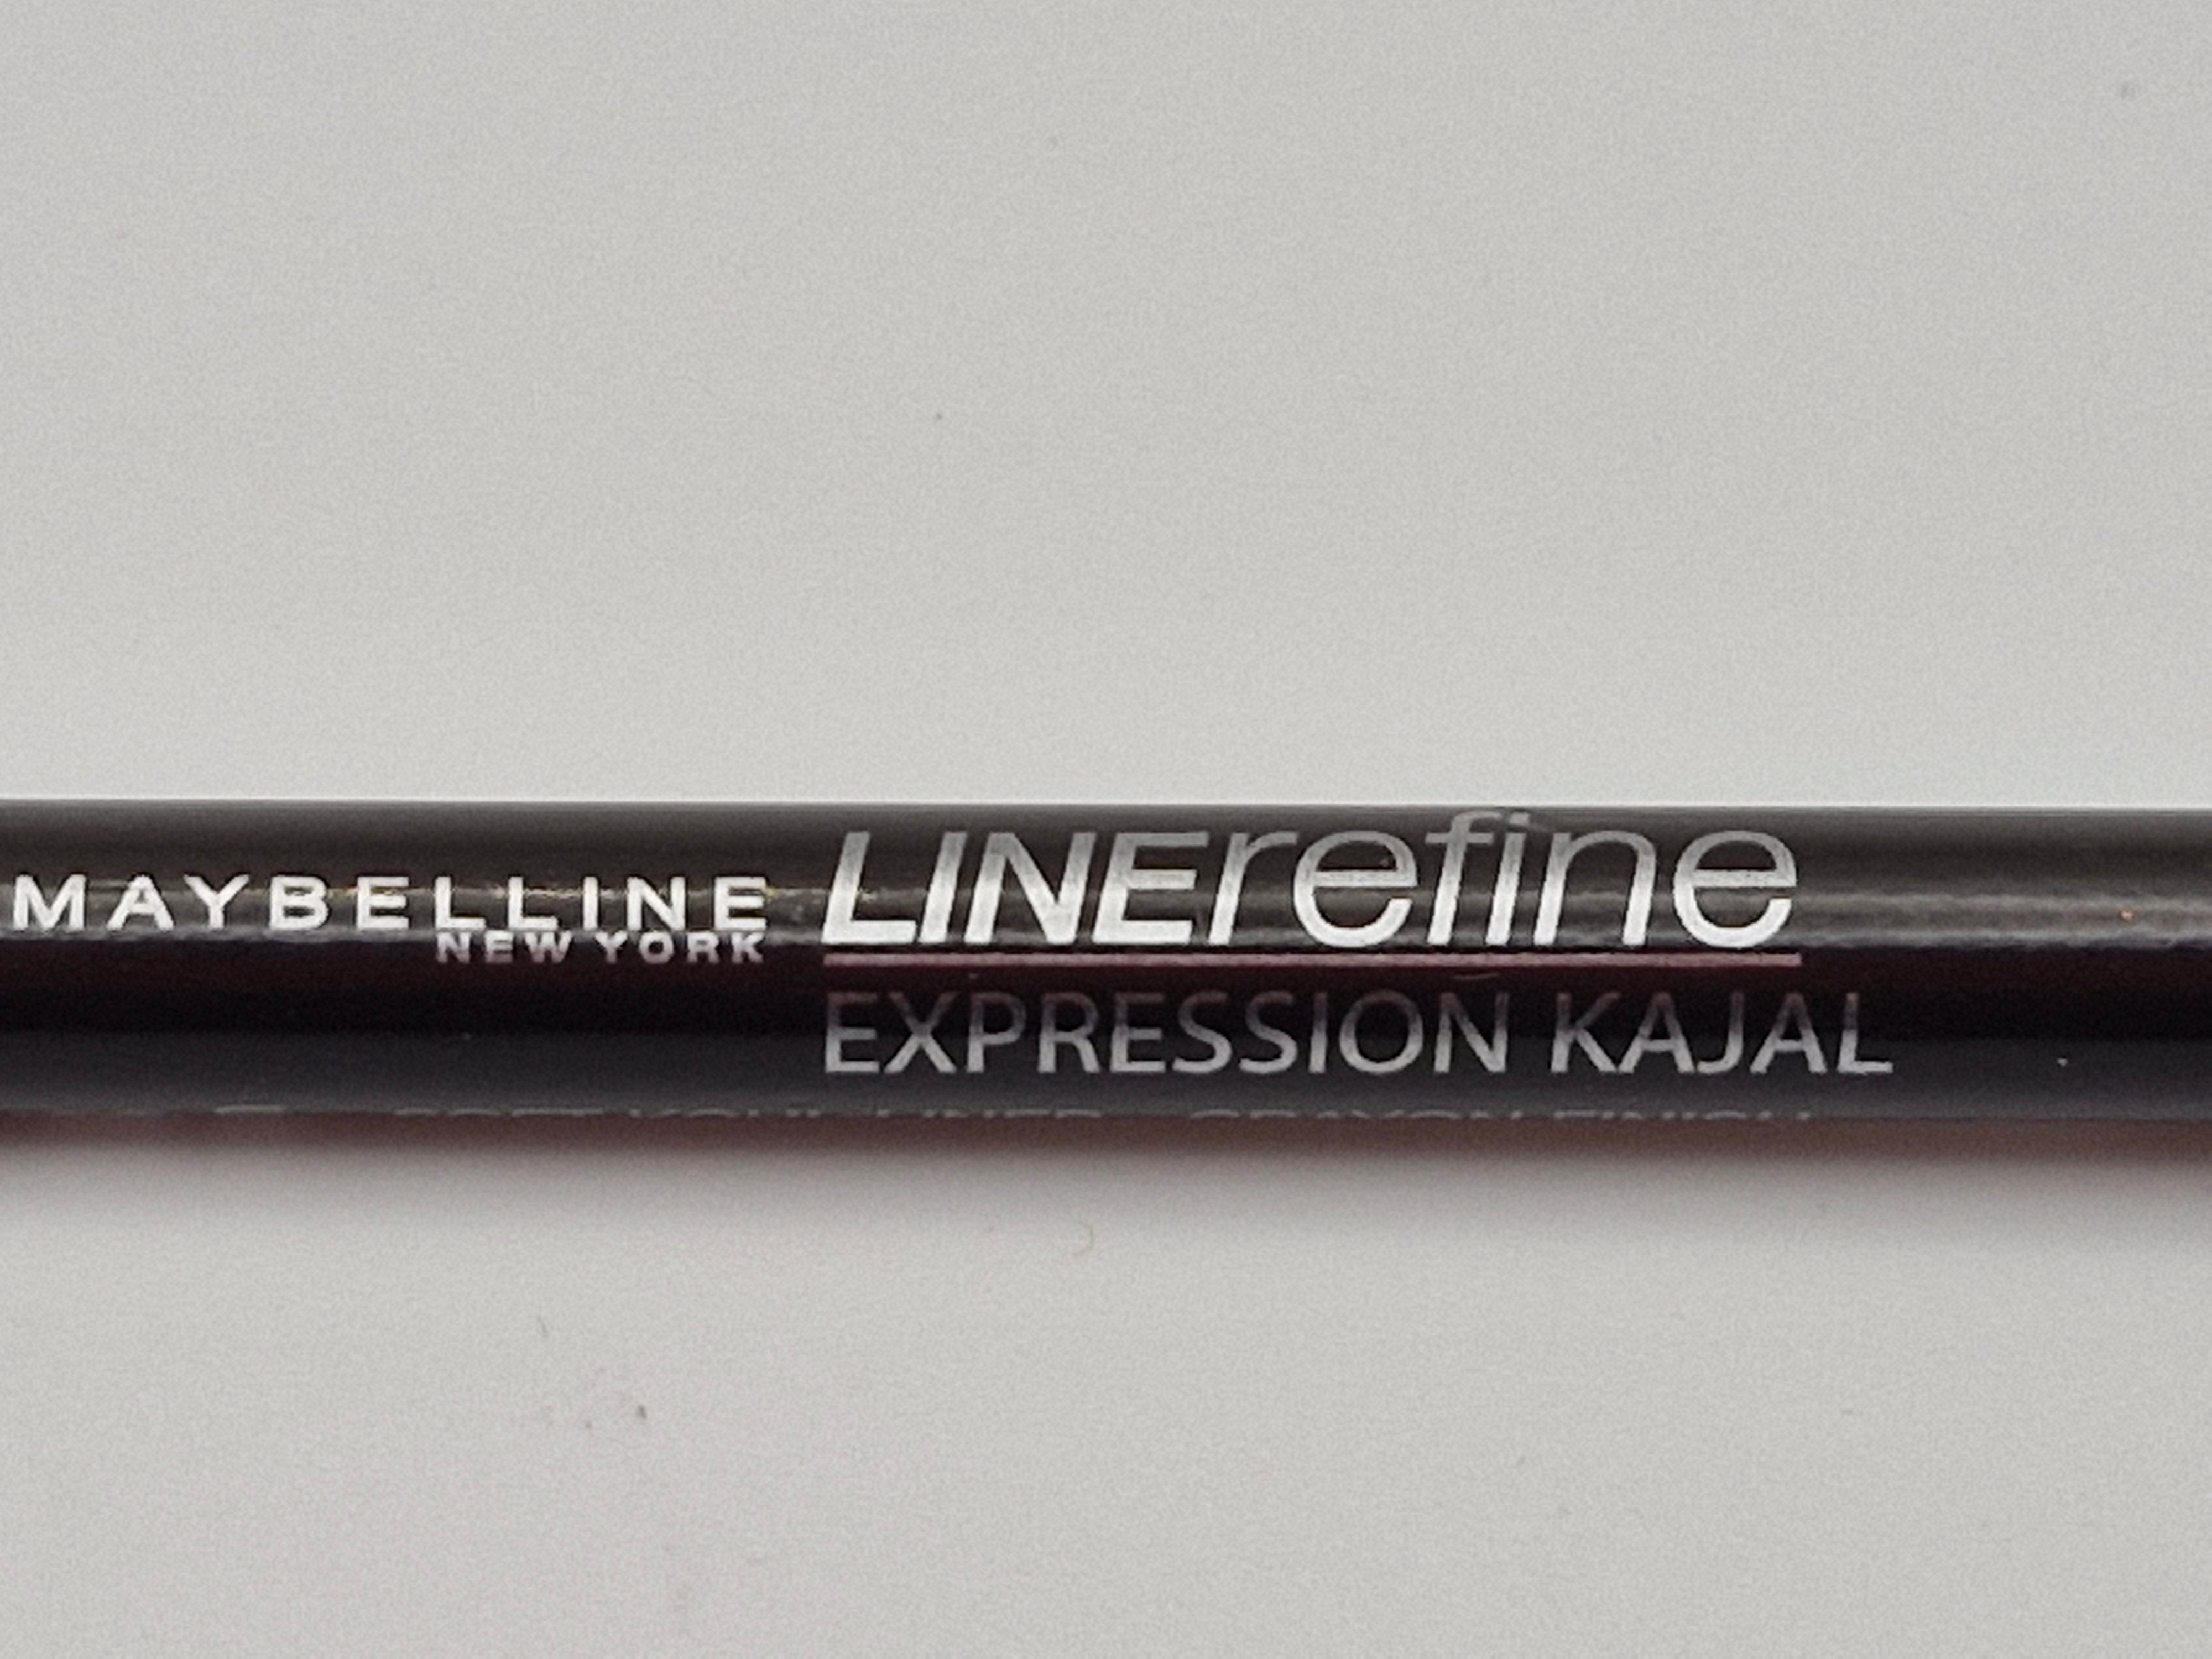 MAYBELLINE
NEW YORK
LINErefine
EXPRESSION KAJAL